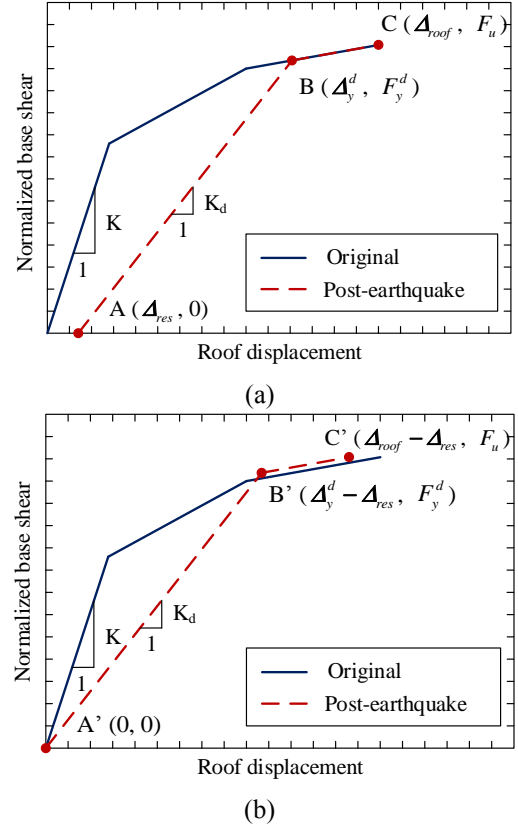 C (Δroof , Fu)
B (Δyd , Fyd)
Normalized base shear
K
1
Kd
1
Original
Post-earthquake
A (Δres , 0)
Roof displacement
(a)
C' (Δroof − Δres , Fu)
B' (Δyd − Δres , Fyd)
Normalized base shear
K
1
Kd
1
Original
Post-earthquake
A' (0, 0)
Roof displacement
(b)